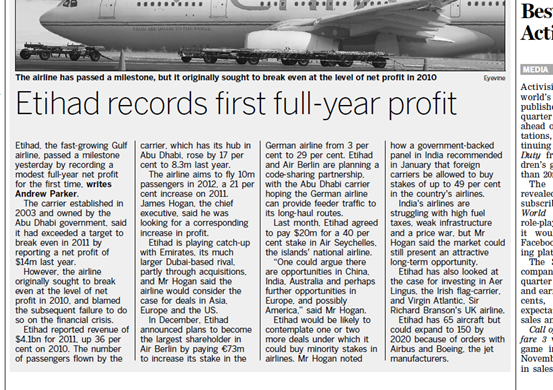 The airline has passed a milestone, but it originally sought to break even at the level of net profit in 2010
Eyevine
Etihad records first full-year profit
Etihad, the fast-growing Gulf
airline, passed a milestone
yesterday by recording a
modest full-year net profit
for the first time, writes
Andrew Parker.
The carrier established in
2003 and owned by the
Abu Dhabi government, said
it had exceeded a target to
break even in 2011 by
reporting a net profit of
$14m last year.
However, the airline
originally sought to break
even at the level of net
profit in 2010, and blamed
the subsequent failure to do
so on the financial crisis.
Etihad reported revenue of
$4.1bn for 2011, up 36 per
cent on 2010. The number
of passengers flown by the
carrier, which has its hub in
Abu Dhabi, rose by 17 per
cent to 8.3m last year.
The airline aims to fly 10m
passengers in 2012, a 21 per
cent increase on 2011.
James Hogan, the chief
executive, said he was
looking for a corresponding
increase in profit.
Etihad is playing catch-up
with Emirates, its much
larger Dubai-based rival,
partly through acquisitions,
and Mr Hogan said the
airline would consider the
case for deals in Asia,
Europe and the US.
In December, Etihad
announced plans to become
the largest shareholder in
Air Berlin by paying €73m
to increase its stake in the
German airline from 3 per
cent to 29 per cent. Etihad
and Air Berlin are planning a
code-sharing partnership,
with the Abu Dhabi carrier
hoping the German airline
can provide feeder traffic to
its long-haul routes.
Last month, Etihad agreed
to pay $20m for a 40 per
cent stake in Air Seychelles,
the islands' national airline.
"One could argue there
are opportunities in China,
India, Australia and perhaps
further opportunities in
Europe, and possibly
America," said Mr Hogan.
Etihad would be likely to
contemplate one or two
more deals under which it
could buy minority stakes in
airlines. Mr Hogan noted
how a government-backed
panel in India recommended
in January that foreign
carriers be allowed to buy
stakes of up to 49 per cent
in the country's airlines.
India's airlines are
struggling with high fuel
taxes, weak infrastructure
and a price war, but Mr
Hogan said the market could
still present an attractive
long-term opportunity.
Etihad has also looked at
the case for investing in Aer
Lingus, the Irish flag-carrier,
and Virgin Atlantic, Sir
Richard Branson's UK airline.
Etihad has 65 aircraft but
could expand to 150 by
2020 because of orders with
Airbus and Boeing, the jet
manufacturers.
Bes
Acti
MEDIA
Activisi
world's
publishe
quarter
ahead o
tations,
tinuing
Duty fr
dren's g
than 20
The
reveale
subscri
World
role-play
it wou
Faceboo
ing plat
The S
compan
quarter
and earn
cents,
expecta
sales an
Call o
fare 3 v
game in
Novemb
in sales